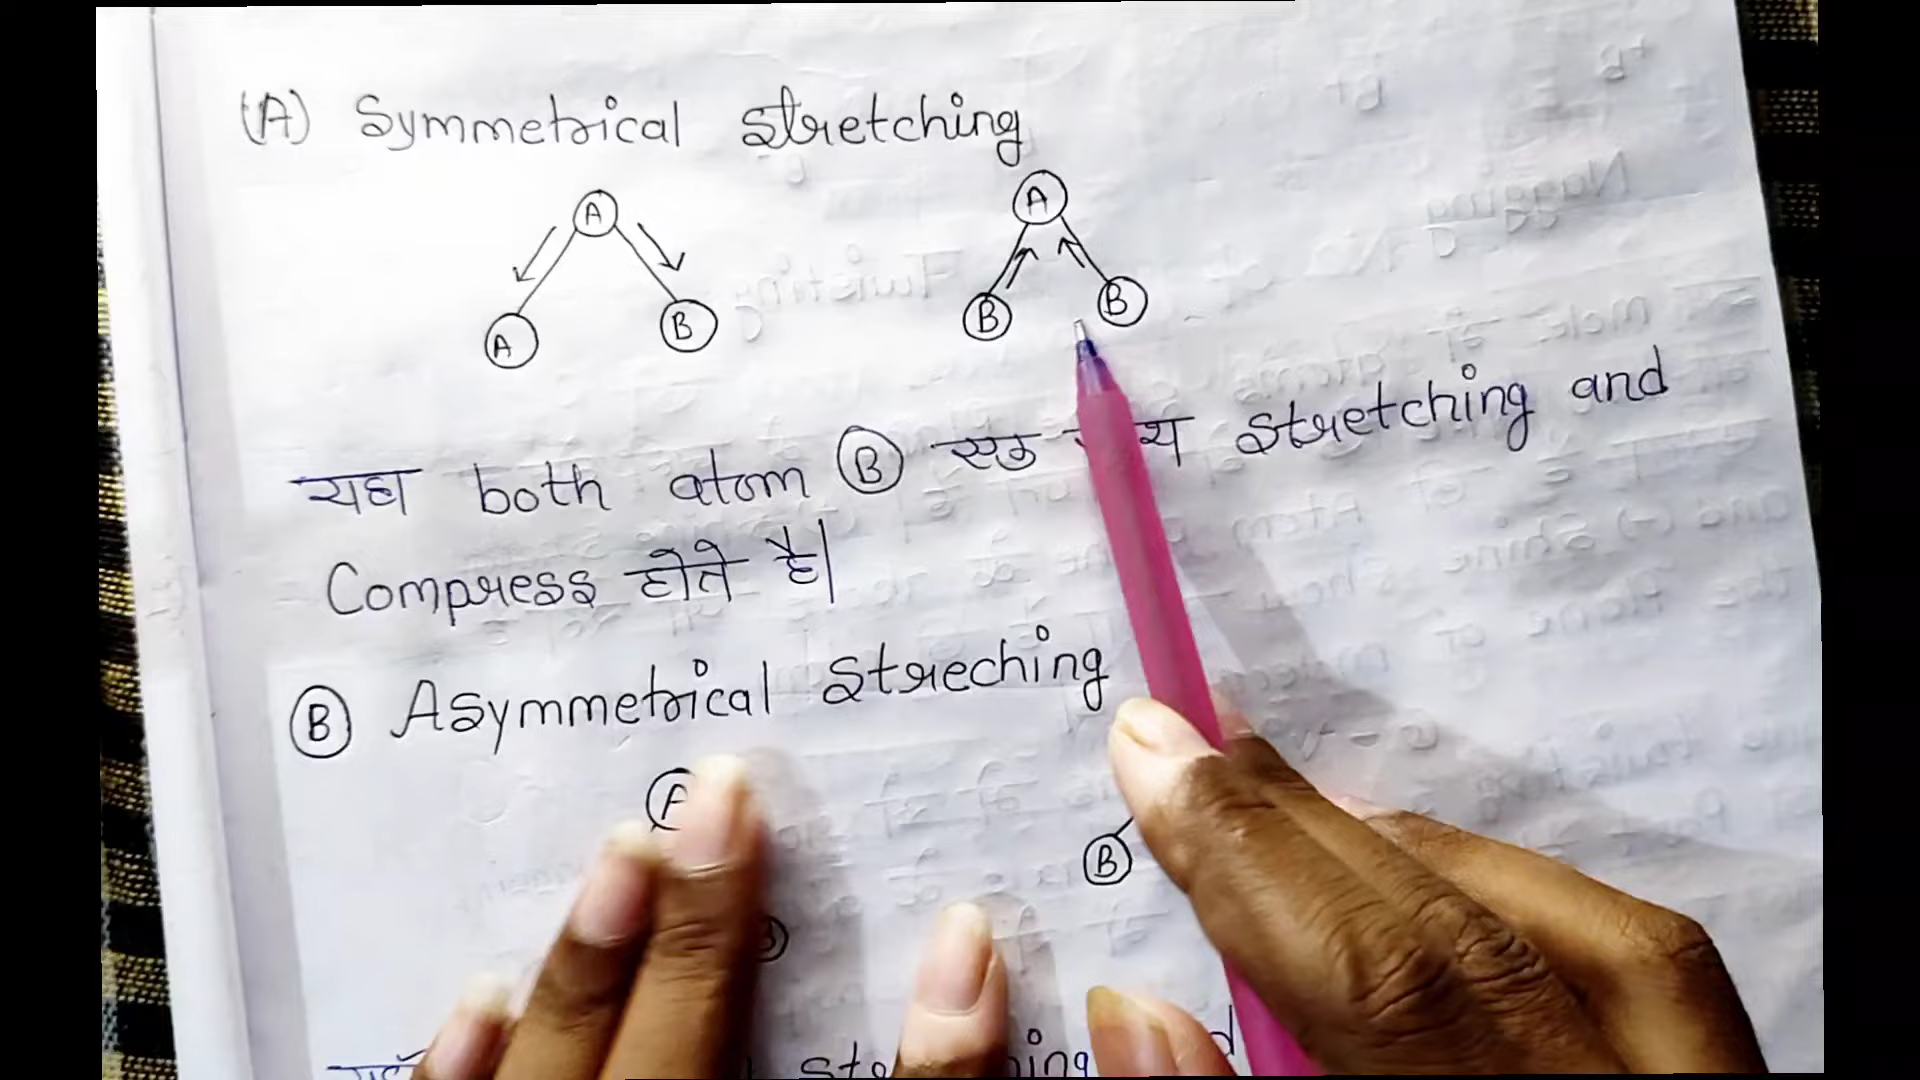 (A) Symmetrical stretching
A A
A B B B
यहा both atom B एक य stretching and
Compress होते है।
B Asymmetrical Streching
A
B
B